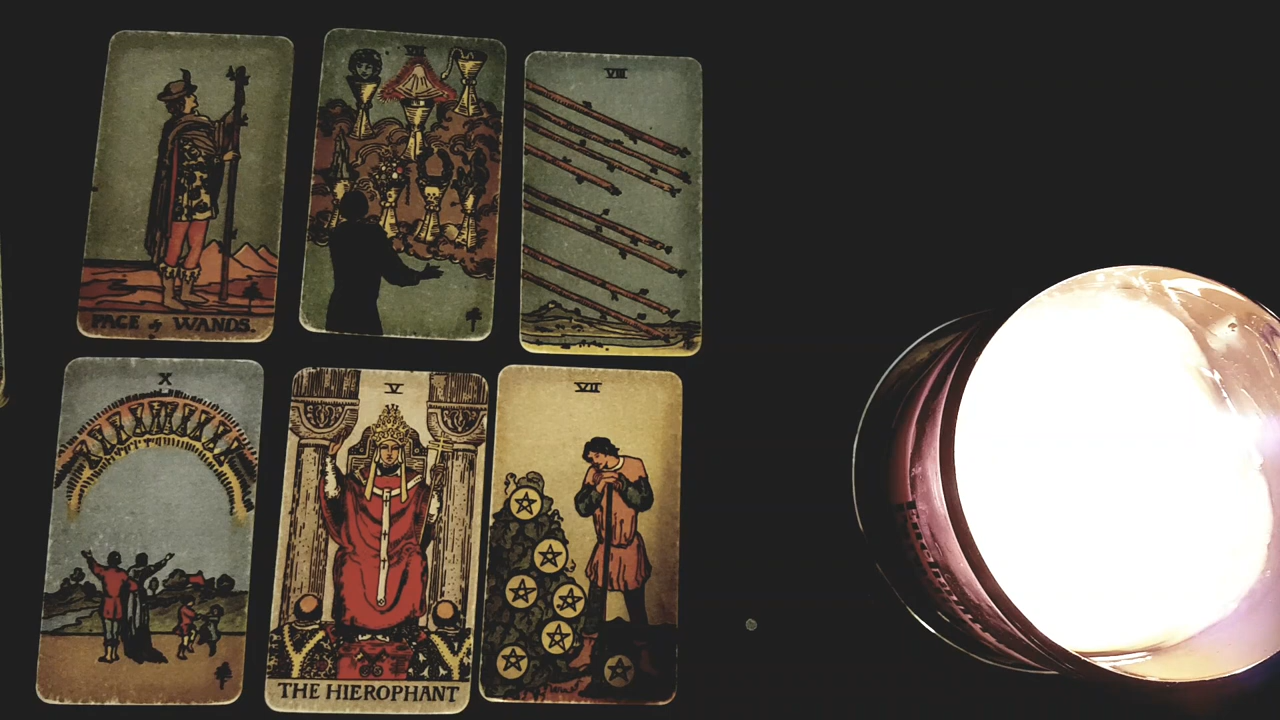 VII
VIII
PAGE of WANDS.
X
V
VII
THE HIEROPHANT